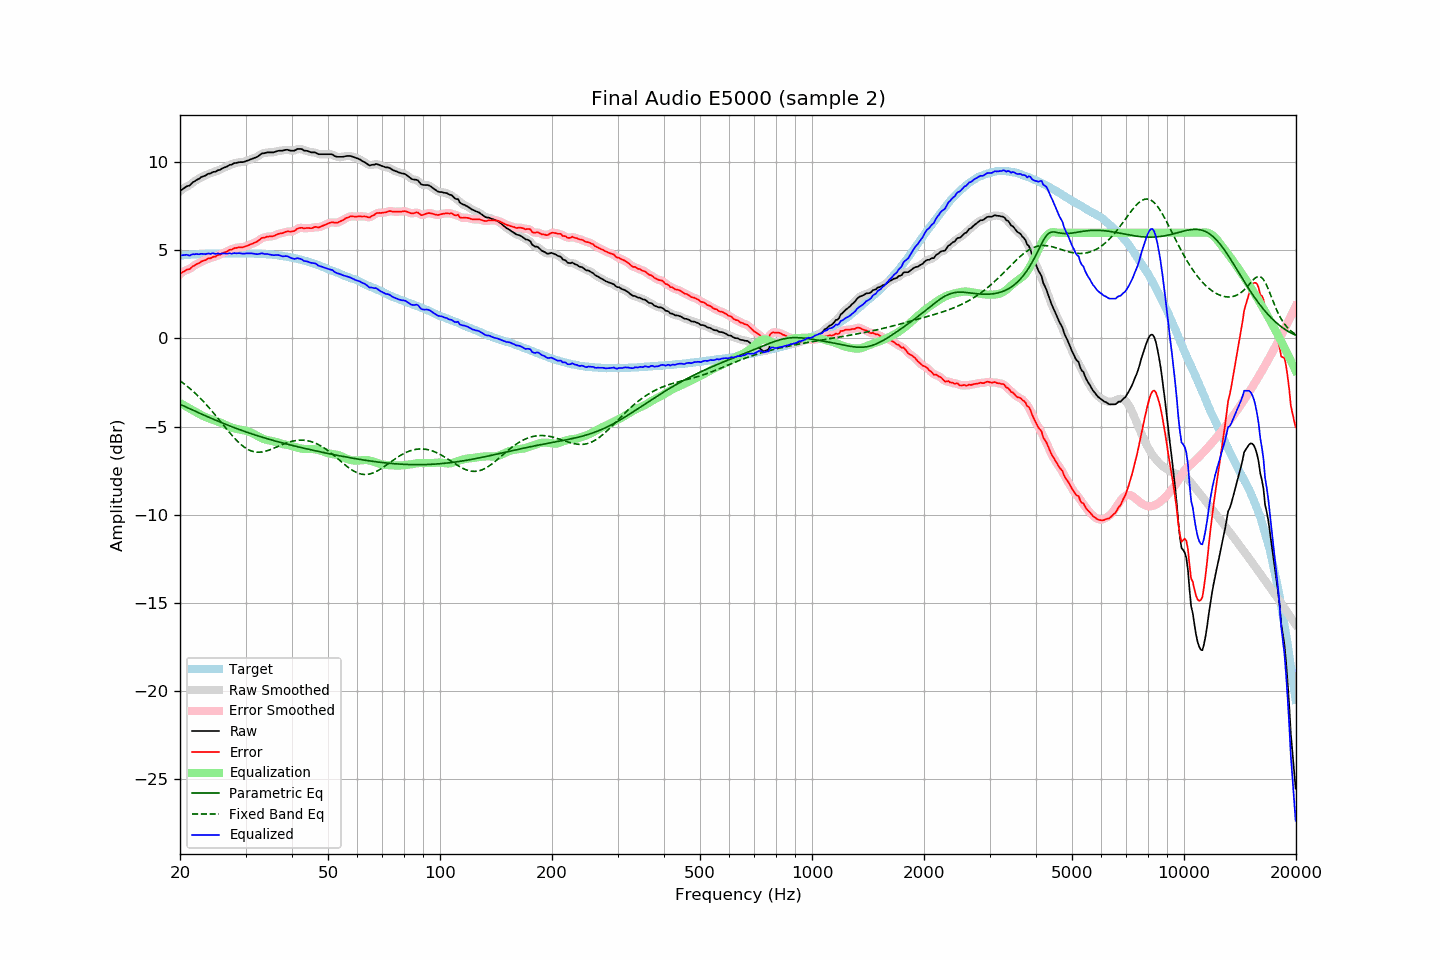 Final Audio E5000 (sample 2)
10
5
0
−5
−10
−15
−20
−25
Amplitude (dBr)
Target
Raw Smoothed
Error Smoothed
Raw
Error
Equalization
Parametric Eq
Fixed Band Eq
Equalized
20 50 100 200 500 1000 2000 5000 10000 20000
Frequency (Hz)